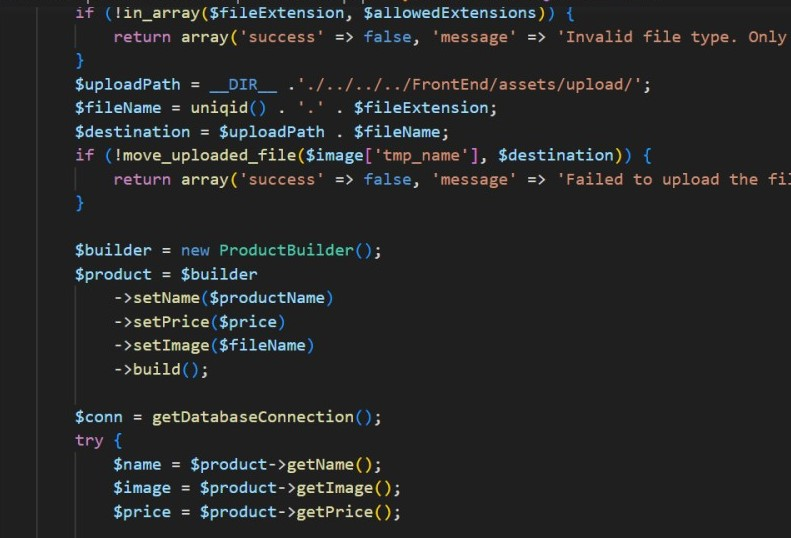 if (!in_array($fileExtension, $allowedExtensions)) {
return array('success' => false, 'message' => 'Invalid file type. Only
}
$uploadPath = __DIR__ .'./../../../FrontEnd/assets/upload/';
$fileName = uniqid() . '.' . $fileExtension;
$destination = $uploadPath . $fileName;
if (!move_uploaded_file($image['tmp_name'], $destination)) {
return array('success' => false, 'message' => 'Failed to upload the fil
}
$builder = new ProductBuilder();
$product = $builder
->setName($productName)
->setPrice($price)
->setImage($fileName)
->build();
$conn = getDatabaseConnection();
try {
$name = $product->getName();
$image = $product->getImage();
$price = $product->getPrice();